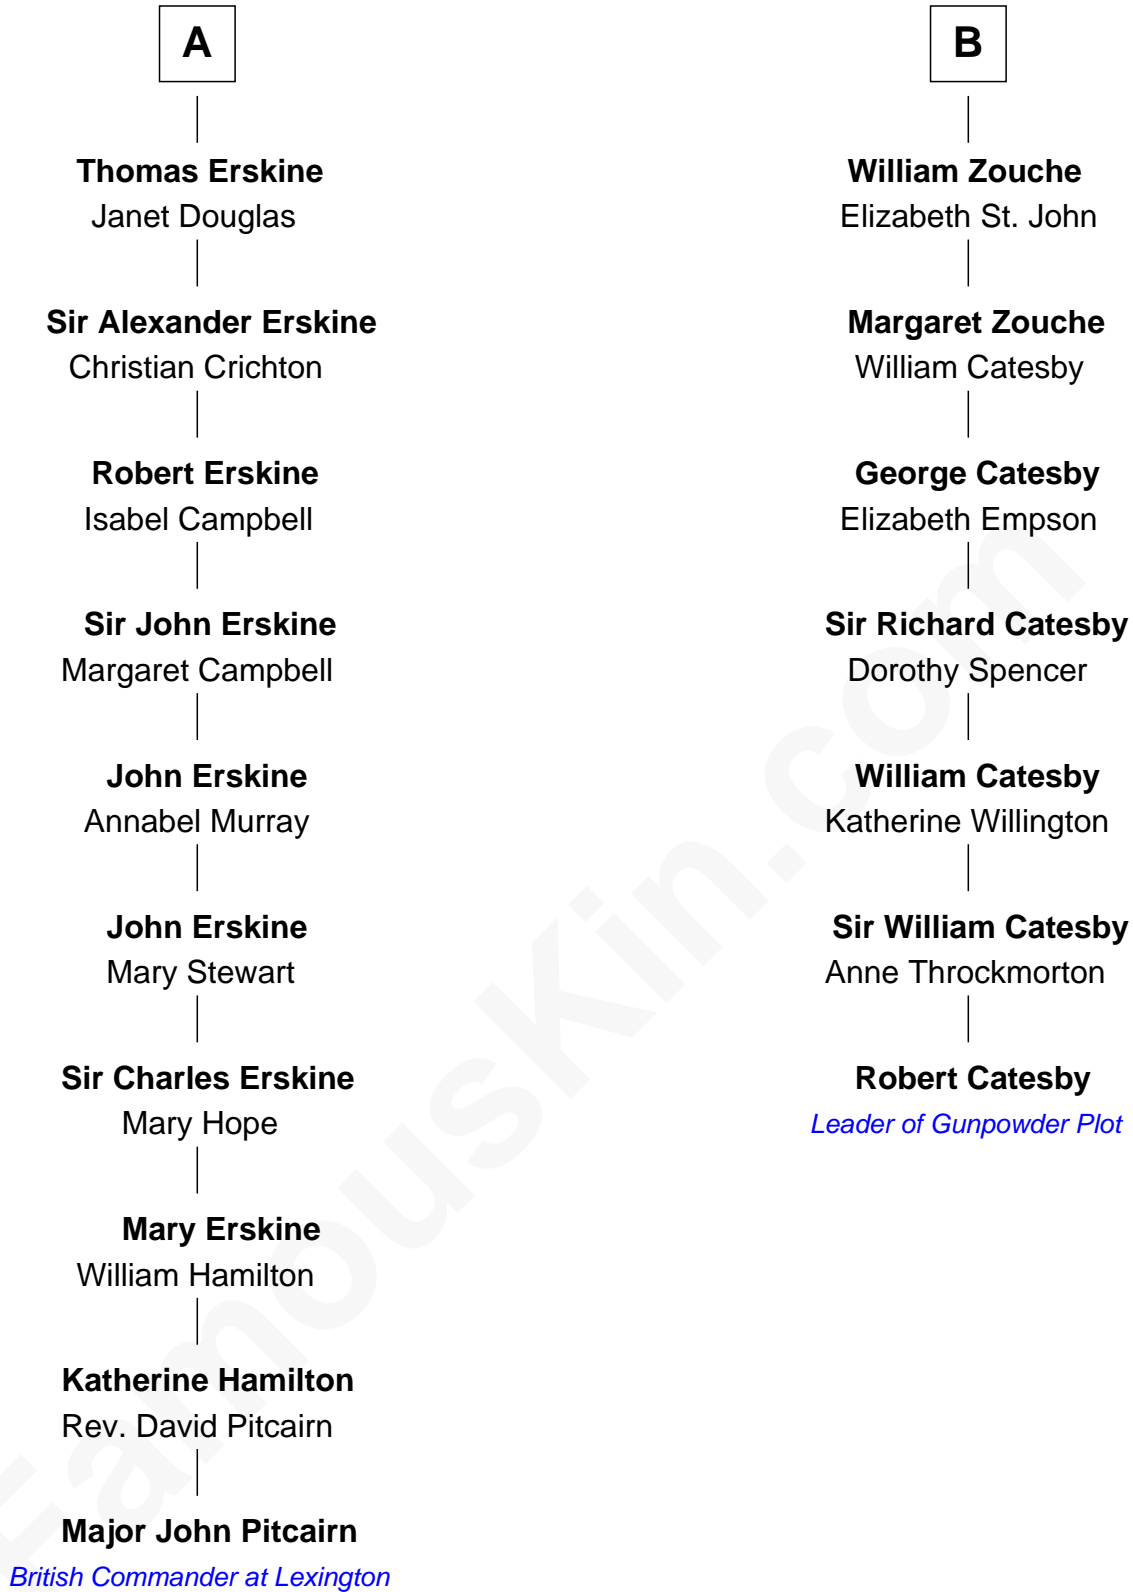 A
Thomas Erskine
Janet Douglas
Sir Alexander Erskine
Christian Crichton
Robert Erskine
Isabel Campbell
Sir John Erskine
Margaret Campbell
John Erskine
Annabel Murray
John Erskine
Mary Stewart
Sir Charles Erskine
Mary Hope
Mary Erskine
William Hamilton
Katherine Hamilton
Rev. David Pitcairn
Major John Pitcairn
British Commander at Lexington
B
William Zouche
Elizabeth St. John
Margaret Zouche
William Catesby
George Catesby
Elizabeth Empson
Sir Richard Catesby
Dorothy Spencer
William Catesby
Katherine Willington
Sir William Catesby
Anne Throckmorton
Robert Catesby
Leader of Gunpowder Plot
FamousKin.com